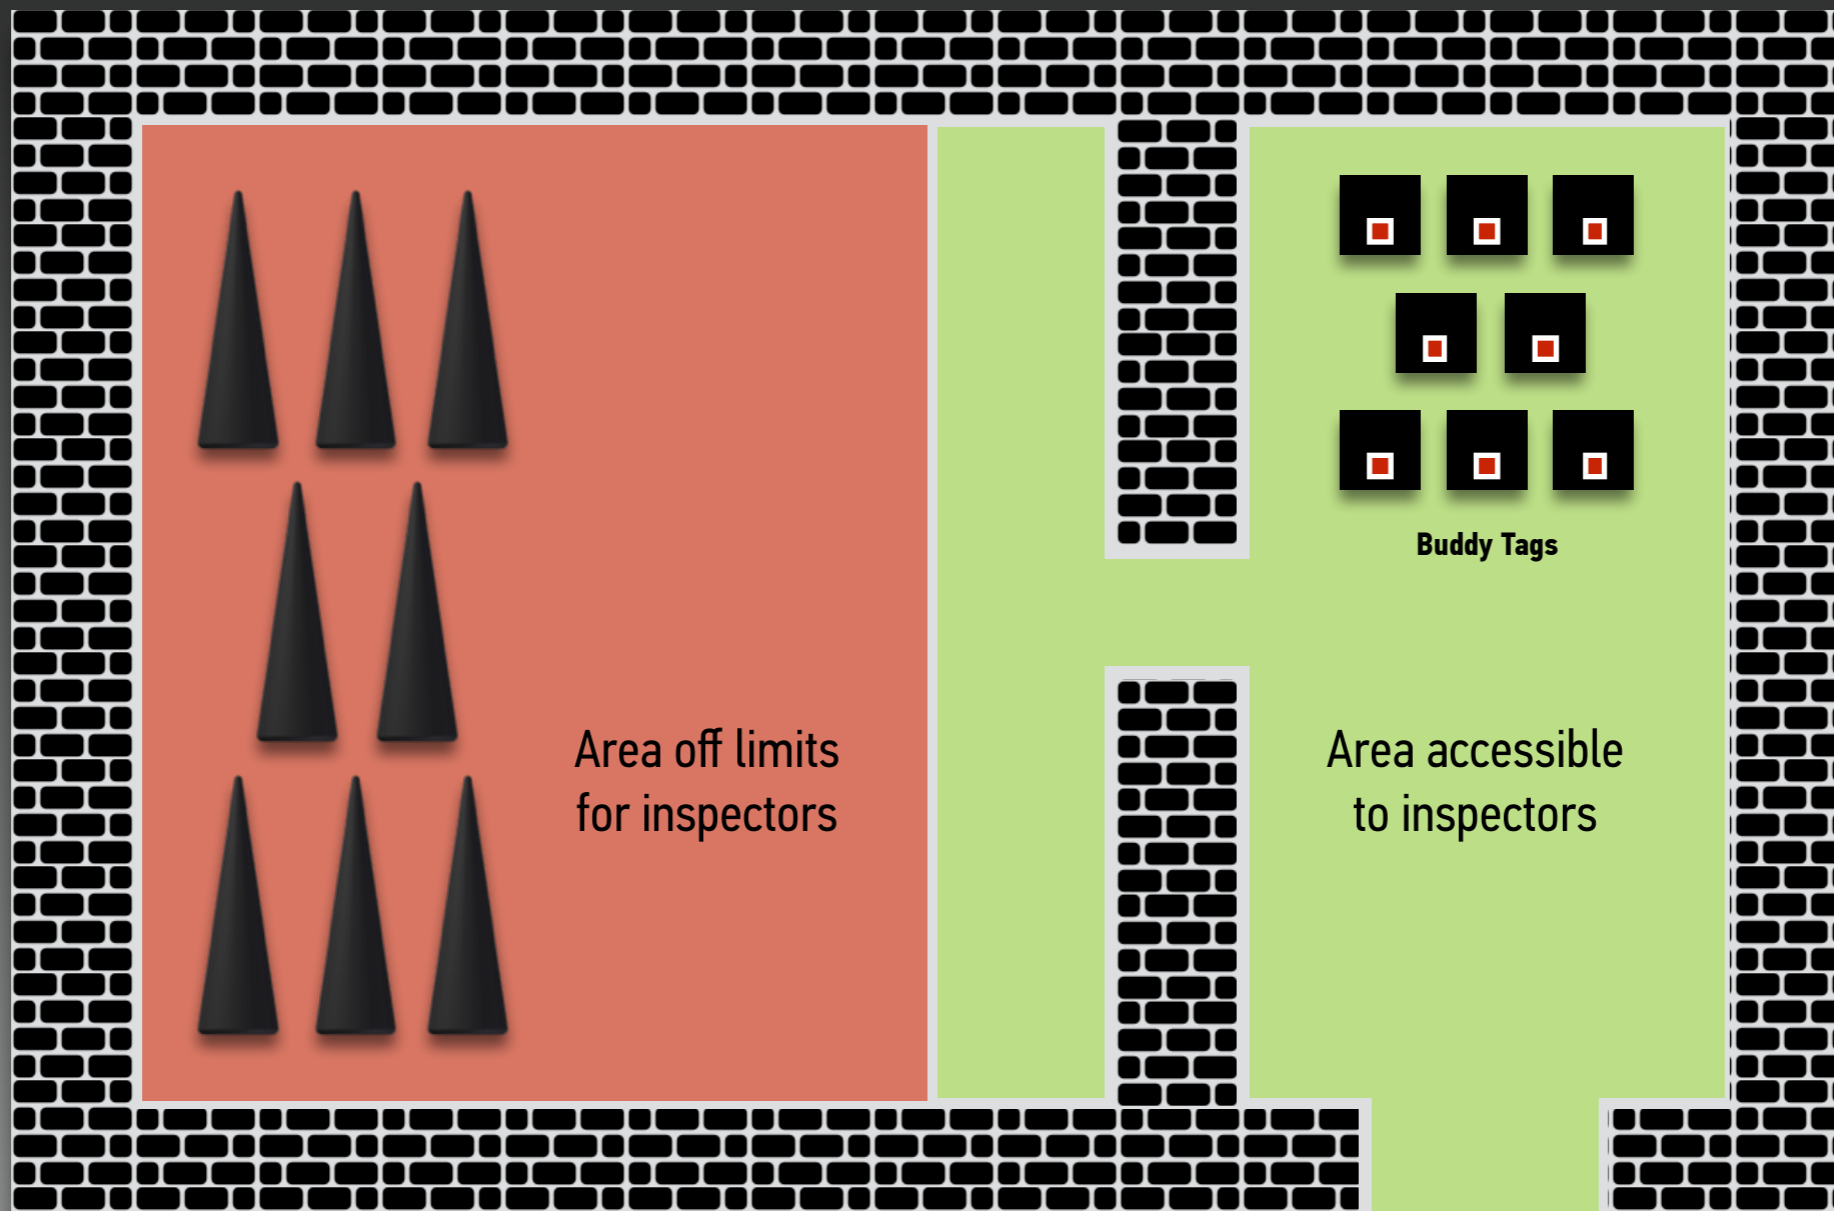 Buddy Tags
Area off limits
for inspectors
Area accessible
to inspectors